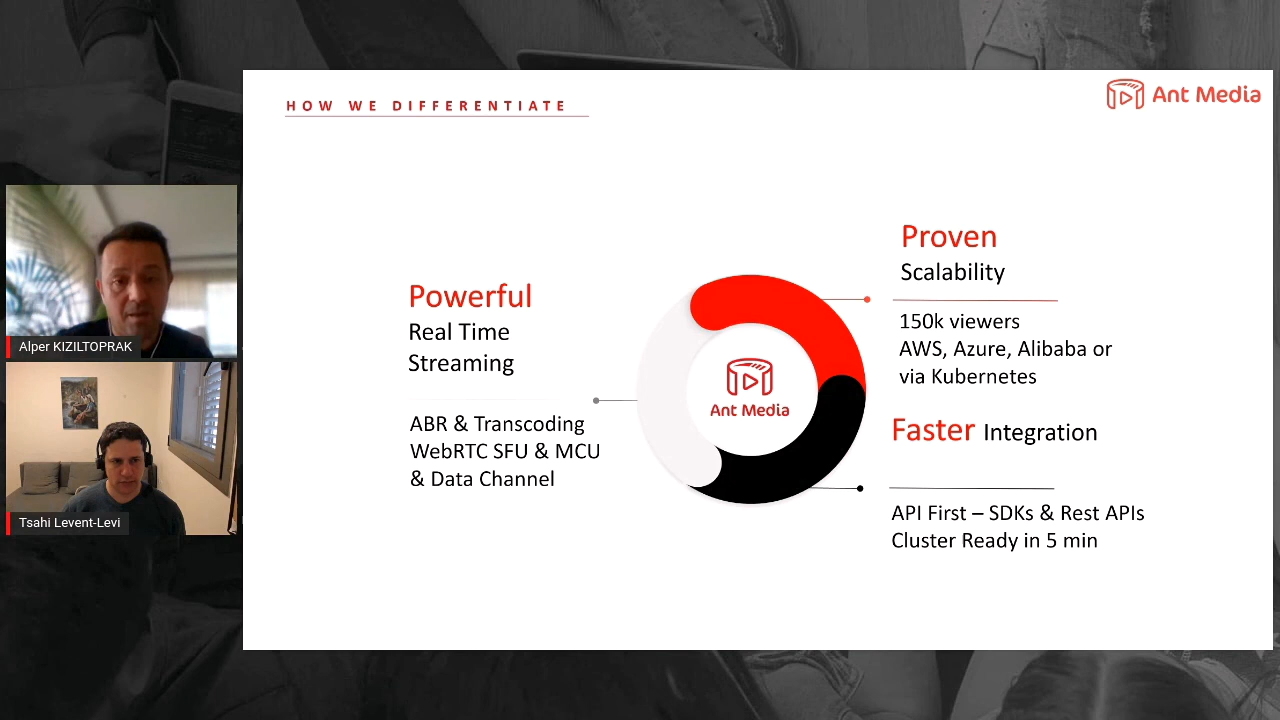 HOW WE DIFFERENTIATE
Ant Media
Alper KIZILTOPRAK
Tsahi Levent-Levi
Powerful
Real Time
Streaming
ABR & Transcoding
WebRTC SFU & MCU
& Data Channel
Ant Media
Proven
Scalability
150k viewers
AWS, Azure, Alibaba or
via Kubernetes
Faster Integration
API First – SDKs & Rest APIs
Cluster Ready in 5 min